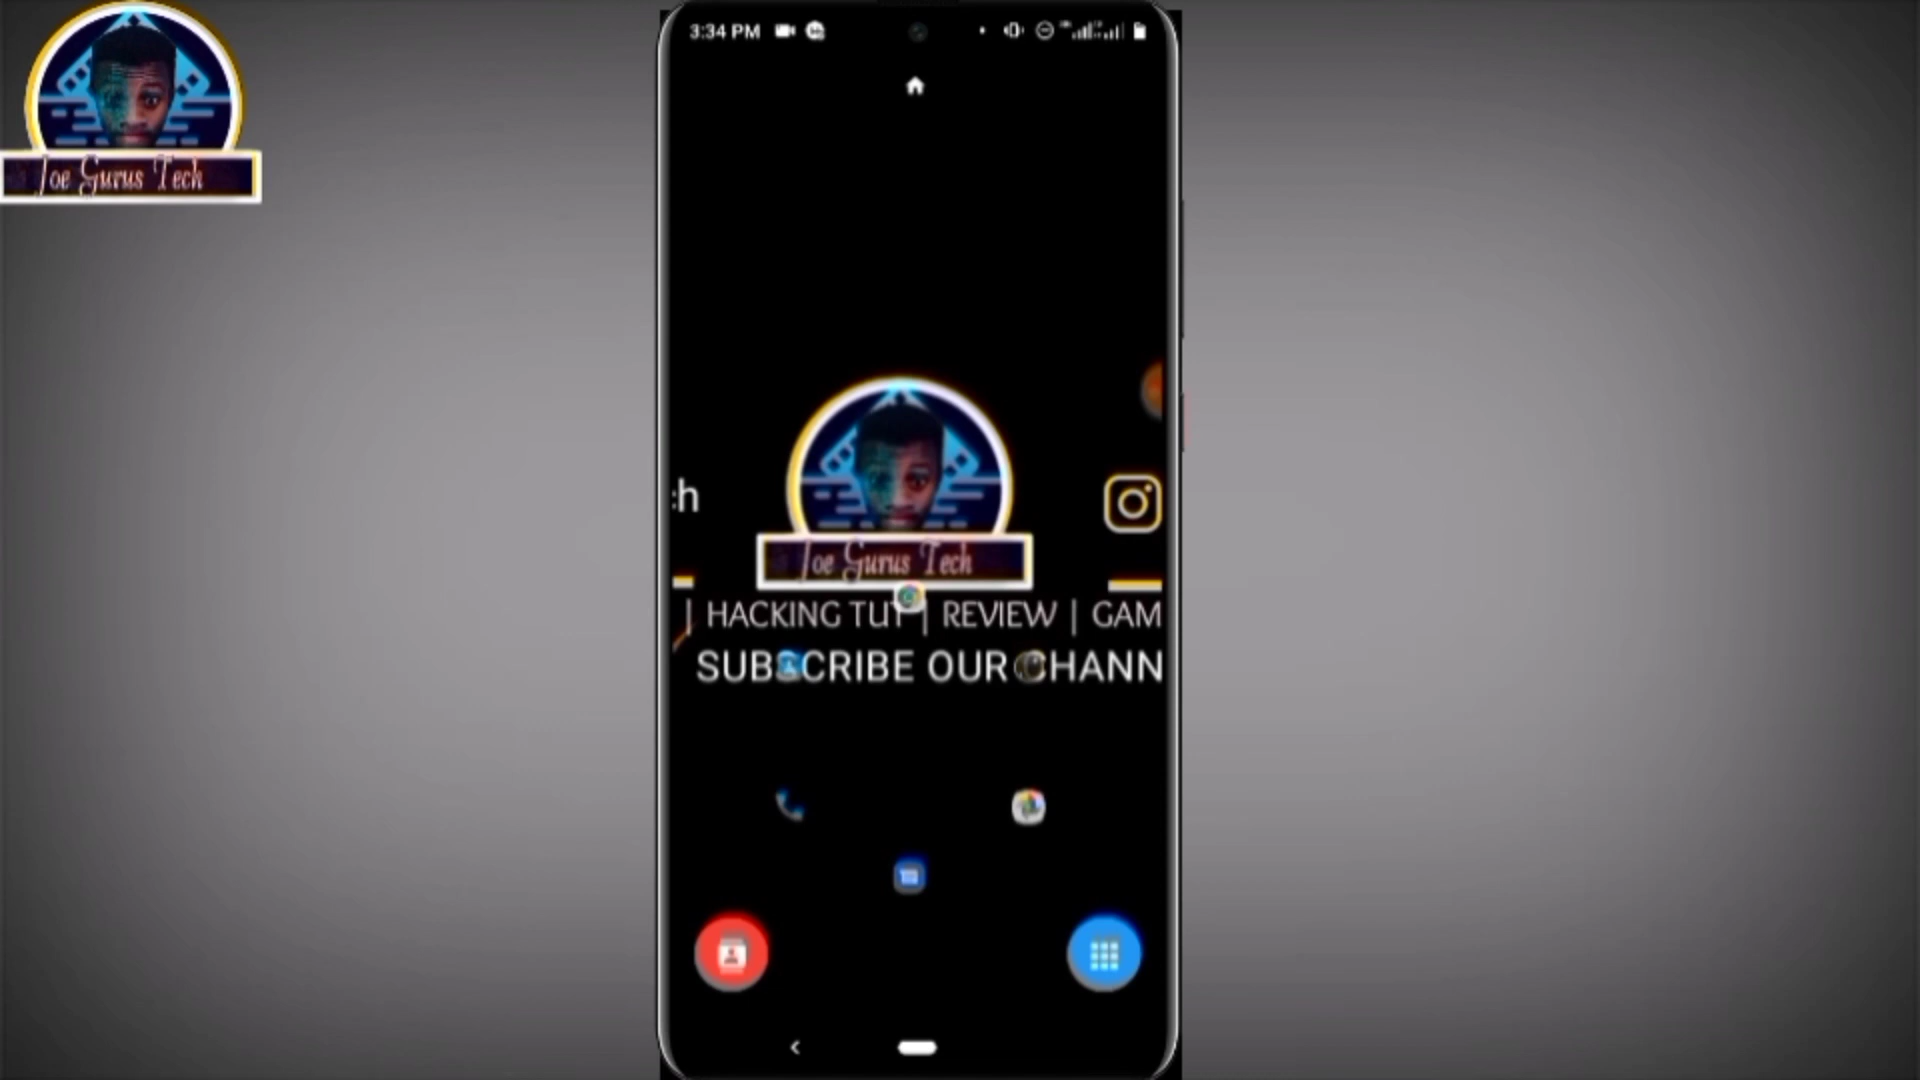 Joe Gurus Tech
3:34 PM
:h
Joe Gurus Tech
| HACKING TUT | REVIEW | GAM
SUBSCRIBE OUR CHANN